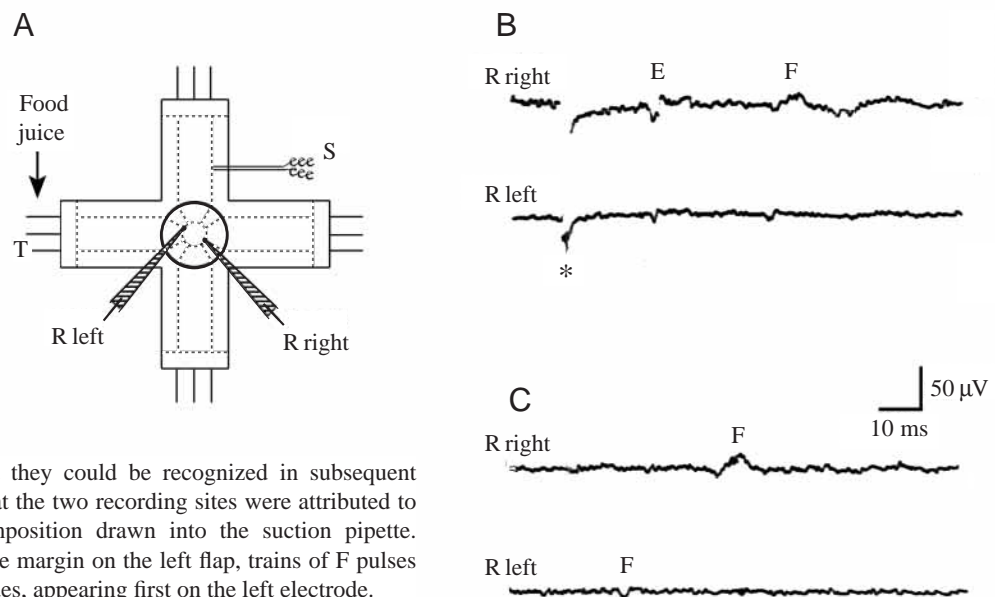 A
Food
juice
S
T
R left
R right
B
R right
E
F
R left
*
50 µV
10 ms
C
R right
F
R left
F
they could be recognized in subsequent
at the two recording sites were attributed to
position drawn into the suction pipette.
e margin on the left flap, trains of F pulses
es, appearing first on the left electrode.